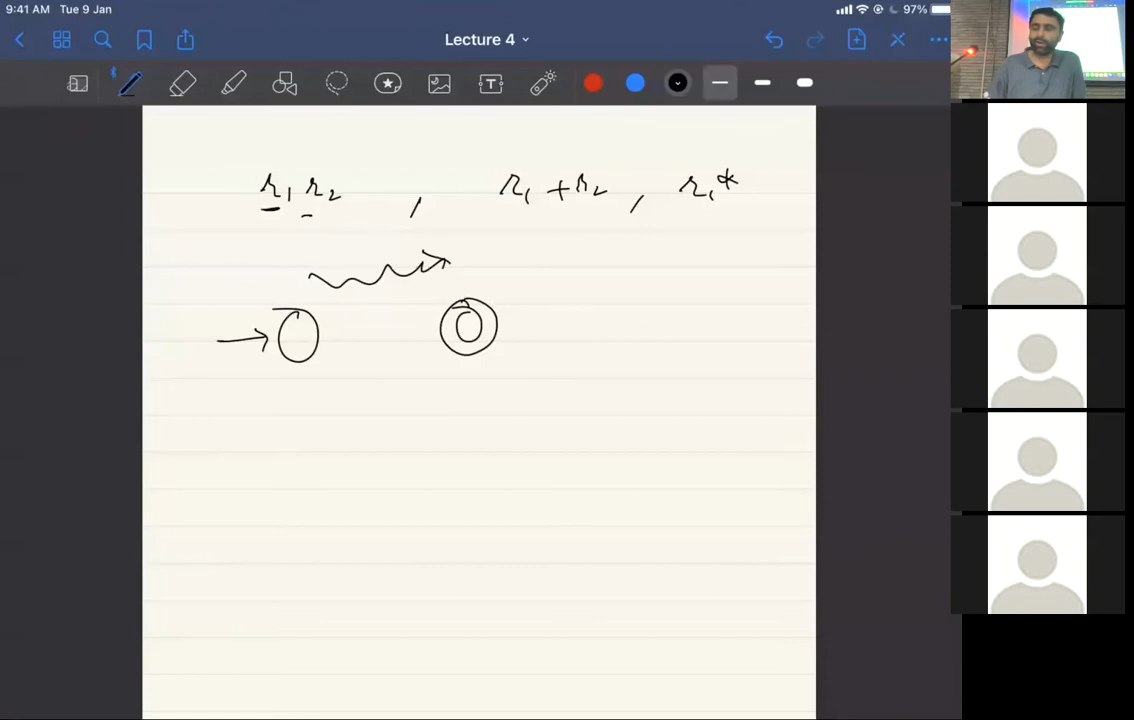 9:41 AM Tue 9 Jan 97%
Lecture 4
T
r₁ r₂ , r₁ + r₂ , r₁*